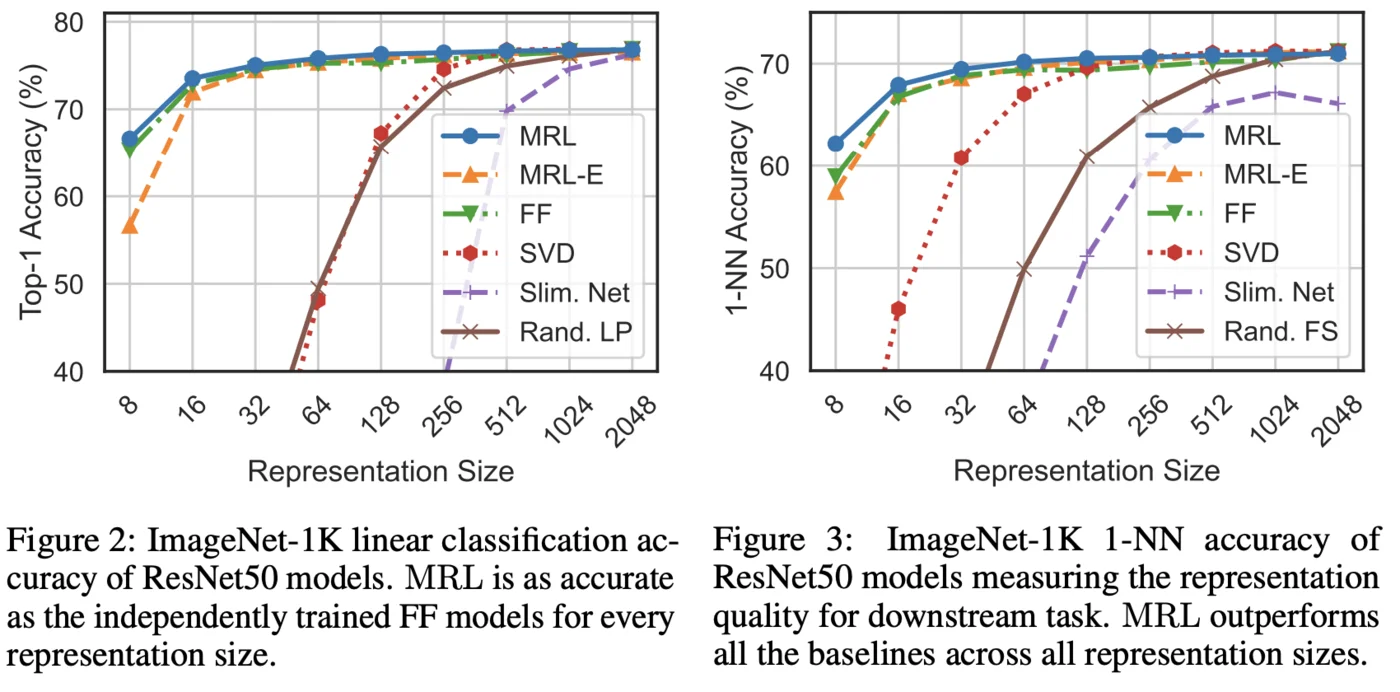 80
70
60
50
40
Top-1 Accuracy (%)
MRL
MRL-E
FF
SVD
Slim. Net
Rand. LP
8
16
32
64
128
256
512
1024
2048
Representation Size
Figure 2: ImageNet-1K linear classification ac-
curacy of ResNet50 models. MRL is as accurate
as the independently trained FF models for every
representation size.
70
60
50
40
1-NN Accuracy (%)
MRL
MRL-E
FF
SVD
Slim. Net
Rand. FS
8
16
32
64
128
256
512
1024
2048
Representation Size
Figure 3: ImageNet-1K 1-NN accuracy of
ResNet50 models measuring the representation
quality for downstream task. MRL outperforms
all the baselines across all representation sizes.